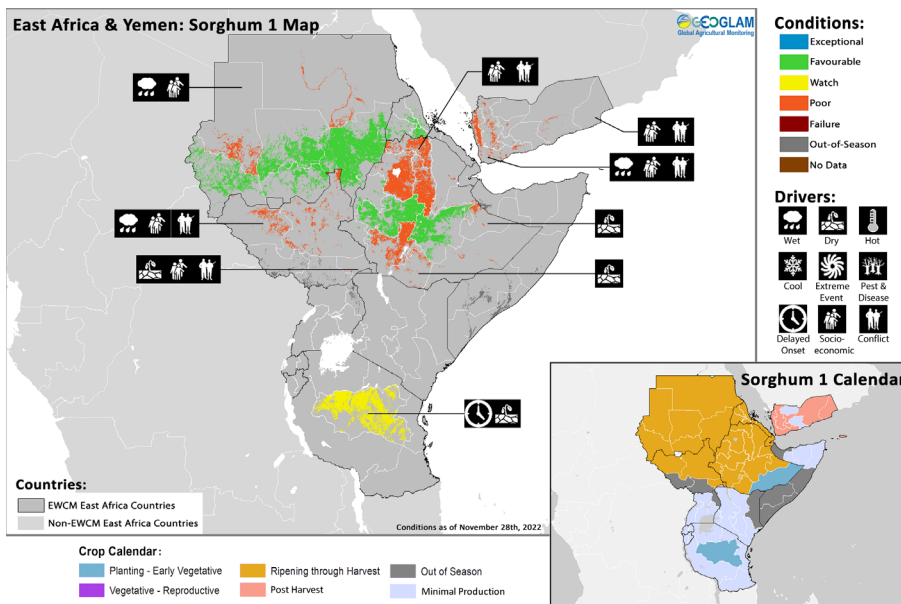 East Africa & Yemen: Sorghum 1 Map
GEOGLAM
Global Agricultural Monitoring
Conditions:
Exceptional
Favourable
Watch
Poor
Failure
Out-of-Season
No Data
Drivers:
Wet
Dry
Hot
Cool
Extreme
Event
Pest &
Disease
Delayed
Onset
Socio-
economic
Conflict
Countries:
EWCM East Africa Countries
Non-EWCM East Africa Countries
Conditions as of November 28th, 2022
Sorghum 1 Calendar
Crop Calendar:
Planting - Early Vegetative
Ripening through Harvest
Out of Season
Vegetative - Reproductive
Post Harvest
Minimal Production